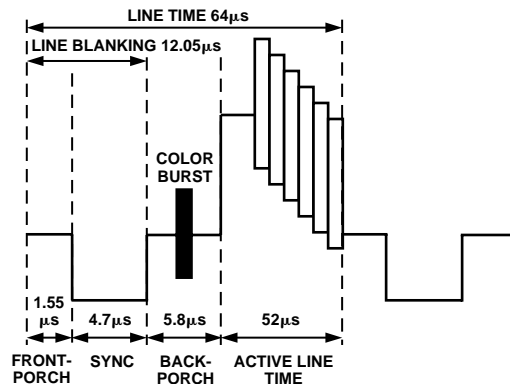 LINE TIME 64µs
LINE BLANKING 12.05µs
COLOR
BURST
1.55
µs
4.7µs
5.8µs
52µs
FRONT-
PORCH
SYNC
BACK-
PORCH
ACTIVE LINE
TIME